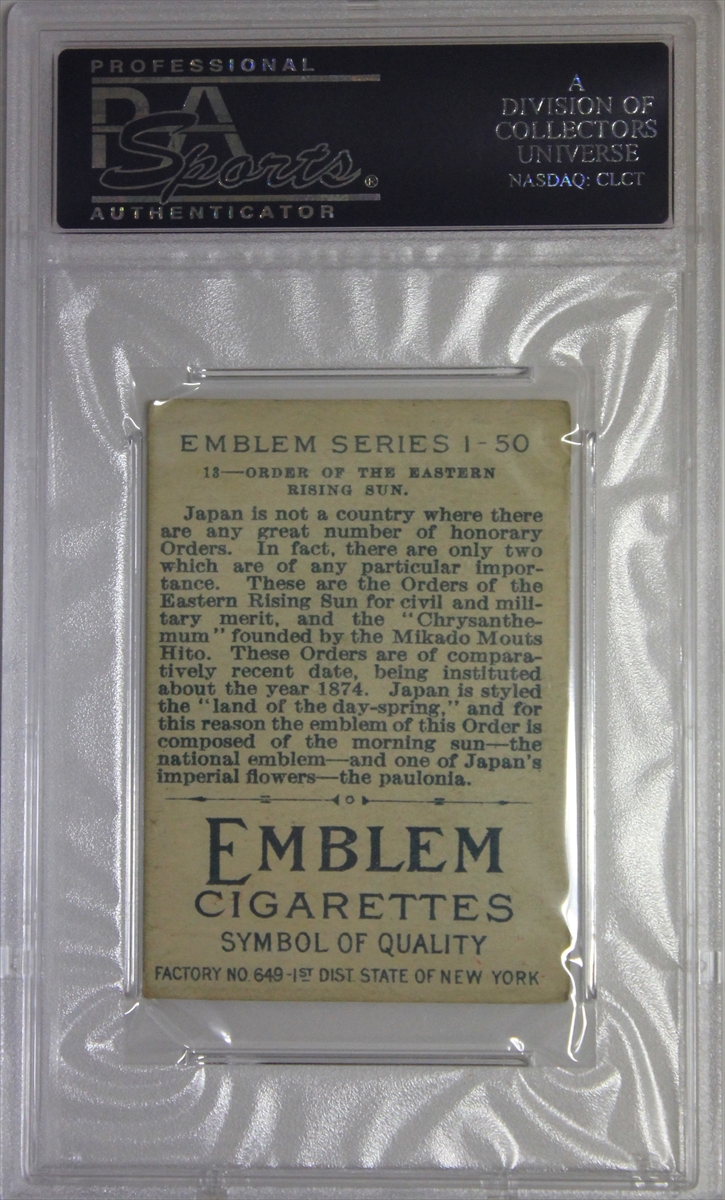 PROFESSIONAL
PSA
Sports®
AUTHENTICATOR
A
DIVISION OF
COLLECTORS
UNIVERSE
NASDAQ: CLCT
EMBLEM SERIES 1-50
13—ORDER OF THE EASTERN
RISING SUN.
Japan is not a country where there
are any great number of honorary
Orders. In fact, there are only two
which are of any particular impor-
tance. These are the Orders of the
Eastern Rising Sun for civil and mili-
tary merit, and the "Chrysanthe-
mum" founded by the Mikado Mouts
Hito. These Orders are of compara-
tively recent date, being instituted
about the year 1874. Japan is styled
the "land of the day-spring," and for
this reason the emblem of this Order is
composed of the morning sun—the
national emblem—and one of Japan's
imperial flowers—the paulonia.
EMBLEM
CIGARETTES
SYMBOL OF QUALITY
FACTORY NO. 649-1ST DIST. STATE OF NEW YORK